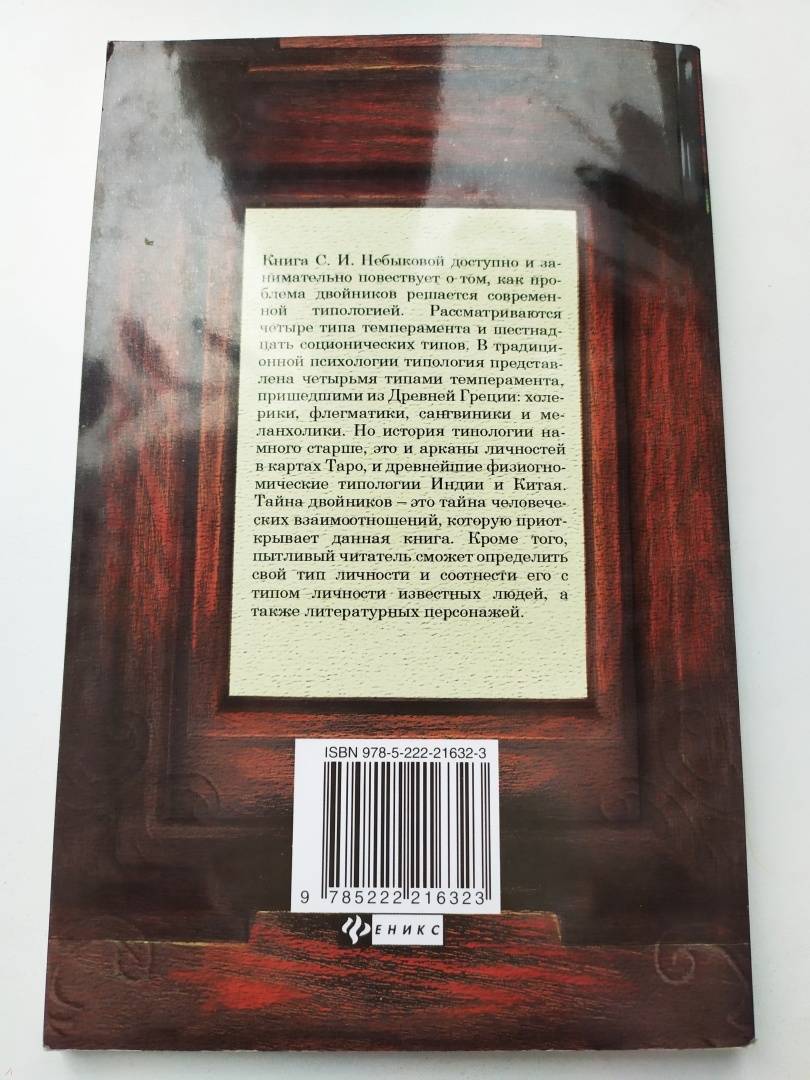 Книга С. И. Небыковой доступно и за-
нимательно повествует о том, как про-
блема двойников решается современ-
ной типологией. Рассматриваются
четыре типа темперамента и шестнад-
цать соционических типов. В традици-
онной психологии типология представ-
лена четырьмя типами темперамента,
пришедшими из Древней Греции: холе-
рики, флегматики, сангвиники и ме-
ланхолики. Но история типологии на-
много старше, это и арканы личностей
в картах Таро, и древнейшие физиогно-
мические типологии Индии и Китая.
Тайна двойников – это тайна человече-
ских взаимоотношений, которую приот-
крывает данная книга. Кроме того,
пытливый читатель сможет определить
свой тип личности и соотнести его с
типом личности известных людей, а
также литературных персонажей.
ISBN 978-5-222-21632-3
9 785222 216323
ФЕНИКС